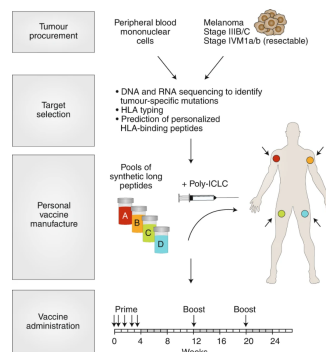 Tumour
procurement
Peripheral blood
mononuclear
cells
Melanoma
Stage IIIB/C
Stage IVM1a/b (resectable)
Target
selection
• DNA and RNA sequencing to identify
tumour-specific mutations
• HLA typing
• Prediction of personalized
HLA-binding peptides
Personal
vaccine
manufacture
Pools of
synthetic long
peptides
+ Poly-ICLC
A
B
C
D
Vaccine
administration
Prime
Boost
Boost
0 4 8 12 16 20 24
Weeks